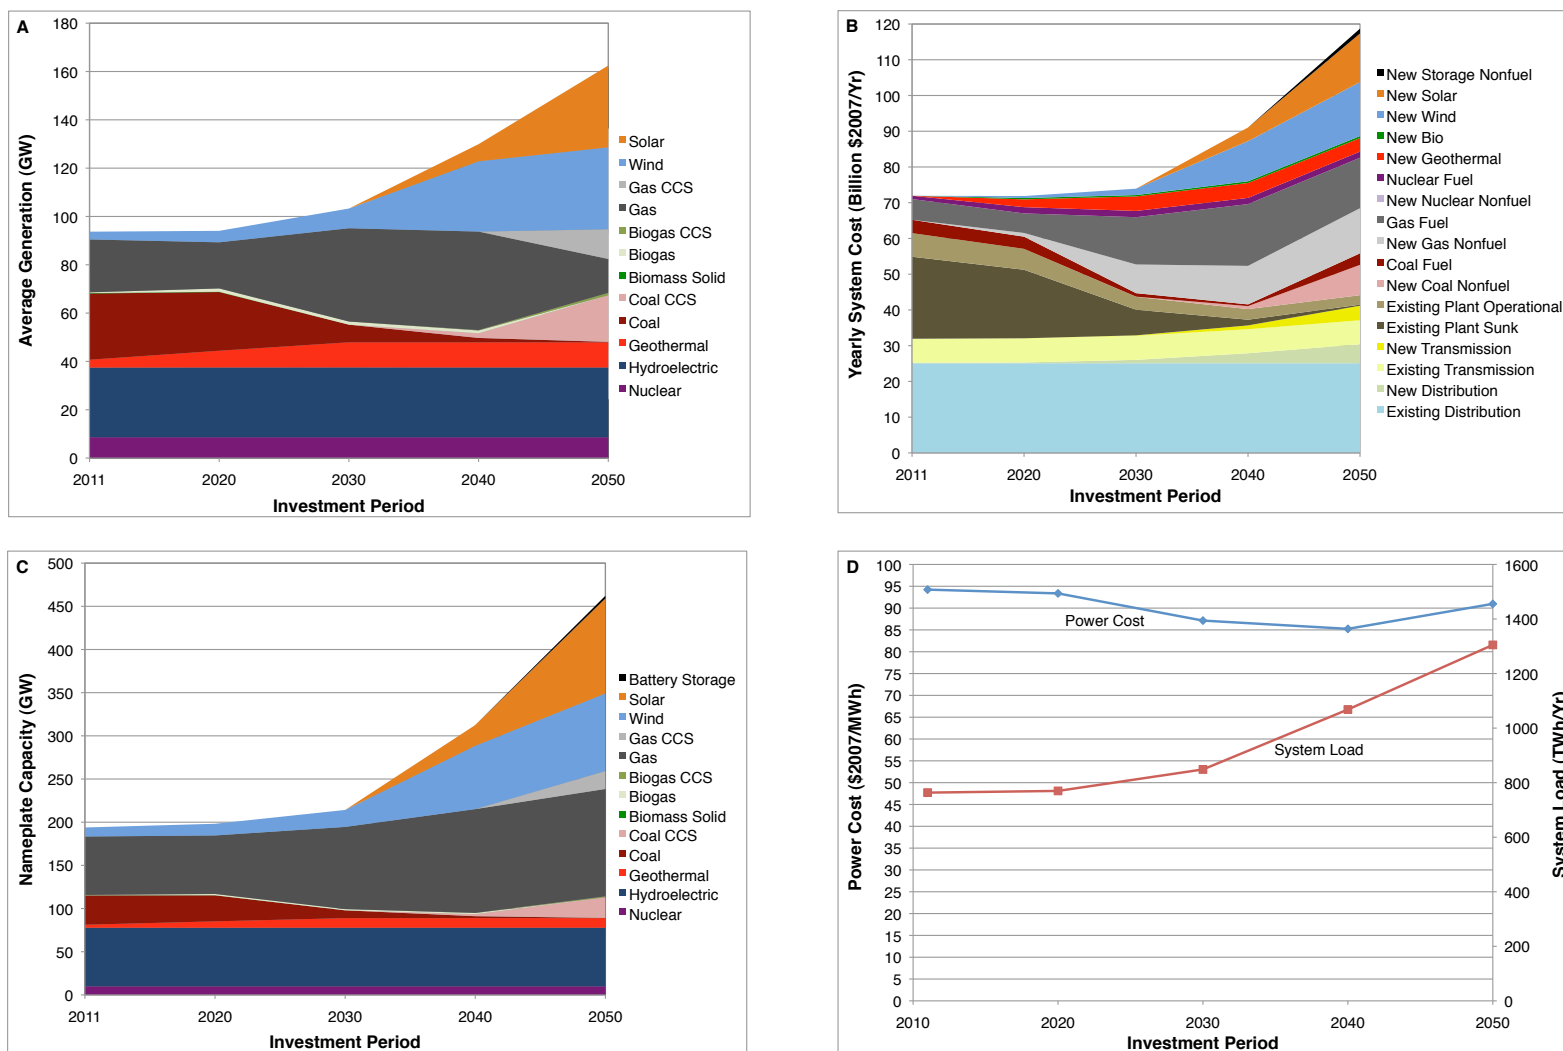 A
180
160
140
120
100
80
60
40
20
0
Average Generation (GW)
2011 2020 2030 2040 2050
Investment Period
Solar
Wind
Gas CCS
Gas
Biogas CCS
Biogas
Biomass Solid
Coal CCS
Coal
Geothermal
Hydroelectric
Nuclear
B
120
110
100
90
80
70
60
50
40
30
20
10
0
Yearly System Cost (Billion $2007/Yr)
2011 2020 2030 2040 2050
Investment Period
New Storage Nonfuel
New Solar
New Wind
New Bio
New Geothermal
Nuclear Fuel
New Nuclear Nonfuel
Gas Fuel
New Gas Nonfuel
Coal Fuel
New Coal Nonfuel
Existing Plant Operational
Existing Plant Sunk
New Transmission
Existing Transmission
New Distribution
Existing Distribution
C
500
450
400
350
300
250
200
150
100
50
0
Nameplate Capacity (GW)
2011 2020 2030 2040 2050
Investment Period
Battery Storage
Solar
Wind
Gas CCS
Gas
Biogas CCS
Biogas
Biomass Solid
Coal CCS
Coal
Geothermal
Hydroelectric
Nuclear
D
100
95
90
85
80
75
70
65
60
55
50
45
40
35
30
25
20
15
10
5
0
Power Cost ($2007/MWh)
Power Cost
System Load
1600
1400
1200
1000
800
600
400
200
0
System Load (TWh/Yr)
2010 2020 2030 2040 2050
Investment Period